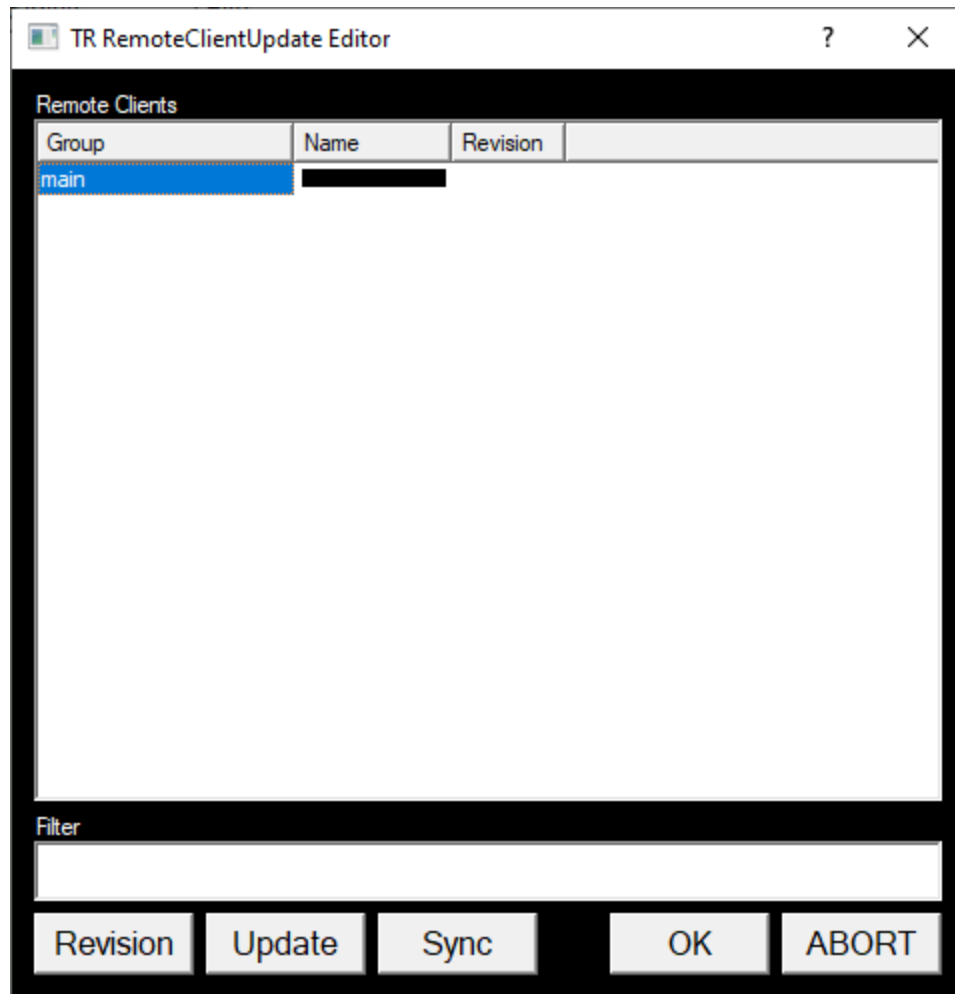 TR RemoteClientUpdate Editor ?
Remote Clients
Group Name Revision
main
Filter
Revision Update Sync OK ABORT